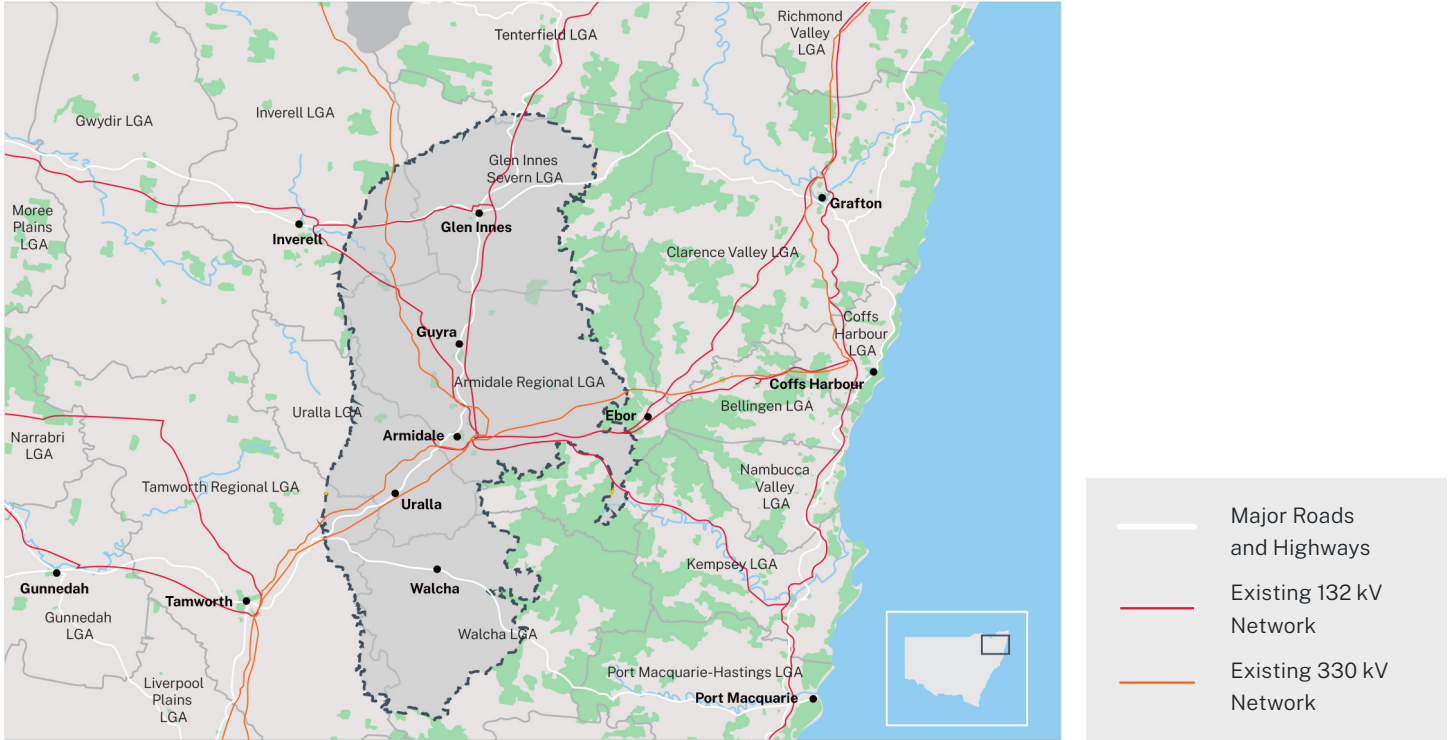 Richmond
Valley
LGA
Tenterfield LGA
Inverell LGA
Gwydir LGA
Glen Innes
Severn LGA
Moree
Plains
LGA
Grafton
Glen Innes
Inverell
Clarence Valley LGA
Coffs
Harbour
LGA
Guyra
Armidale Regional LGA
Coffs Harbour
Bellingen LGA
Uralla LGA
Ebor
Armidale
Narrabri
LGA
Nambucca
Valley
LGA
Tamworth Regional LGA
Uralla
Kempsey LGA
Gunnedah
Walcha
Tamworth
Gunnedah
LGA
Walcha LGA
Port Macquarie-Hastings LGA
Liverpool
Plains
LGA
Port Macquarie
Major Roads
and Highways
Existing 132 kV
Network
Existing 330 kV
Network